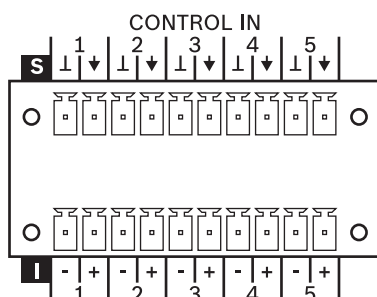 CONTROL IN
1 2 3 4 5
S ⊥ ⊥ ⊥ ⊥ ⊥
I - + - + - + - + - +
1 2 3 4 5